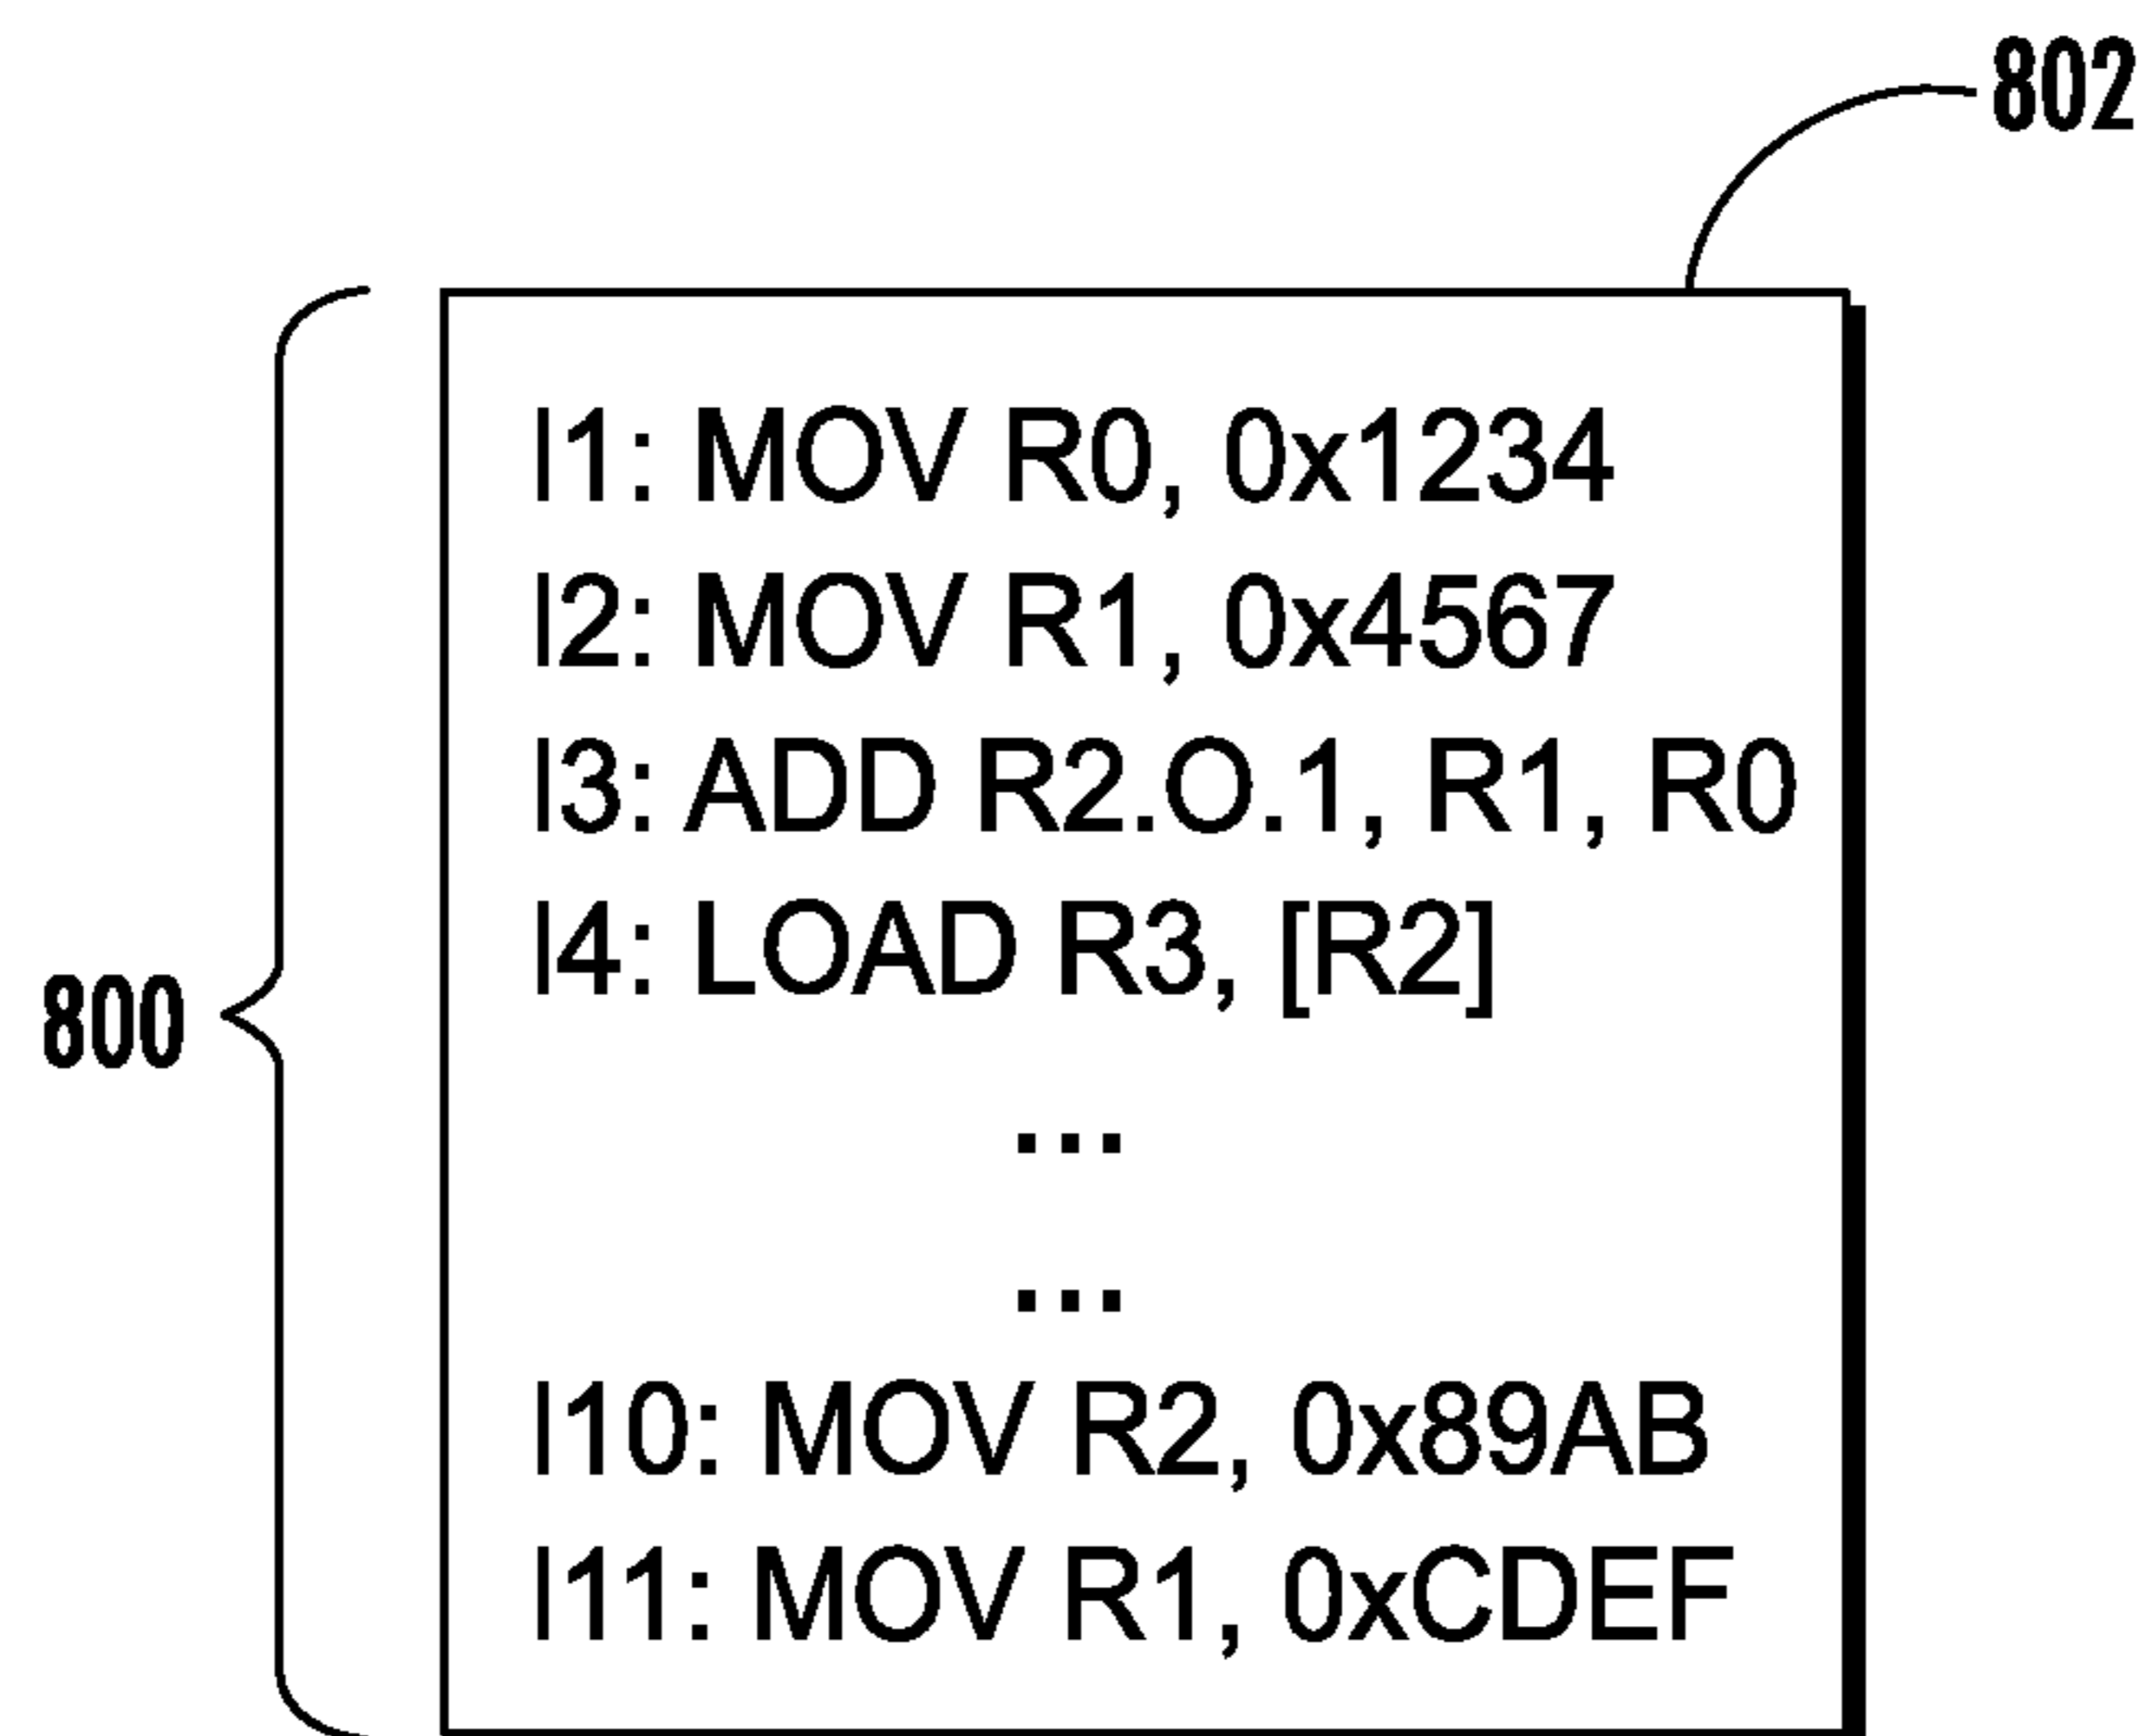 802
I1: MOV R0, 0x1234
I2: MOV R1, 0x4567
I3: ADD R2.O.1, R1, R0
I4: LOAD R3, [R2]
800
...
...
I10: MOV R2, 0x89AB
I11: MOV R1, 0xCDEF